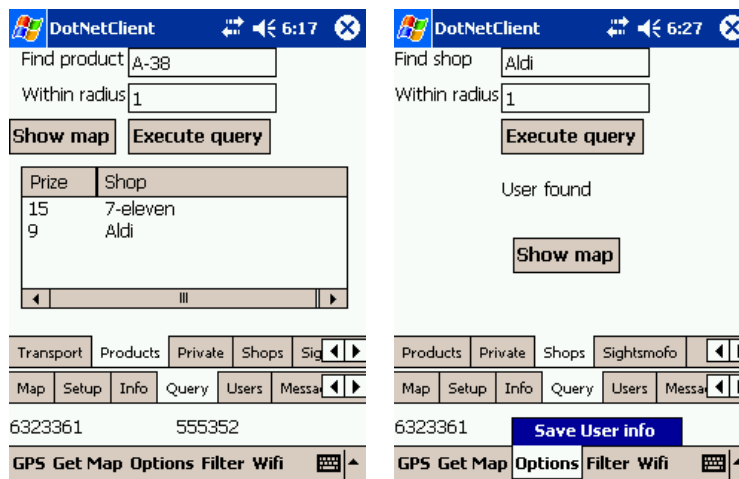 DotNetClient 6:17
Find product A-38
Within radius 1
Show map Execute query
Prize Shop
15 7-eleven
9 Aldi
Transport Products Private Shops Sig
Map Setup Info Query Users Messa
6323361 555352
GPS Get Map Options Filter Wifi
DotNetClient 6:27
Find shop Aldi
Within radius 1
Execute query
User found
Show map
Products Private Shops Sightsmofo
Map Setup Info Query Users Messa
6323361 Save User info
GPS Get Map Options Filter Wifi